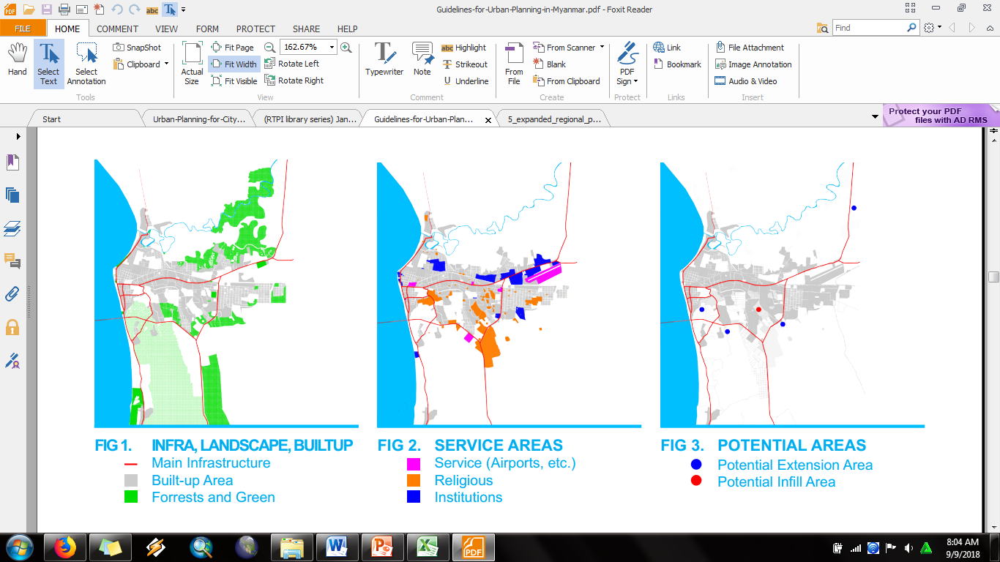 Guidelines-for-Urban-Planning-in-Myanmar.pdf - Foxit Reader
FILE HOME COMMENT VIEW FORM PROTECT SHARE HELP Find
Hand
Select Text
Select Annotation
SnapShot
Clipboard
Tools
Actual Size
Fit Page
Fit Width
Fit Visible
162.67%
Rotate Left
Rotate Right
View
Typewriter
Note
abc Highlight
Strikeout
U Underline
Comment
From File
From Scanner
Blank
From Clipboard
Create
PDF Sign
Protect
Link
Bookmark
Links
File Attachment
Image Annotation
Audio & Video
Insert
Start Urban-Planning-for-City... (RTPI library series) Jan... Guidelines-for-Urban-Plan... 5_expanded_regional_p...
Protect your PDF
files with AD RMS
FIG 1. INFRA, LANDSCAPE, BUILTUP
Main Infrastructure
Built-up Area
Forrests and Green
FIG 2. SERVICE AREAS
Service (Airports, etc.)
Religious
Institutions
FIG 3. POTENTIAL AREAS
Potential Extension Area
Potential Infill Area
8:04 AM
9/9/2018